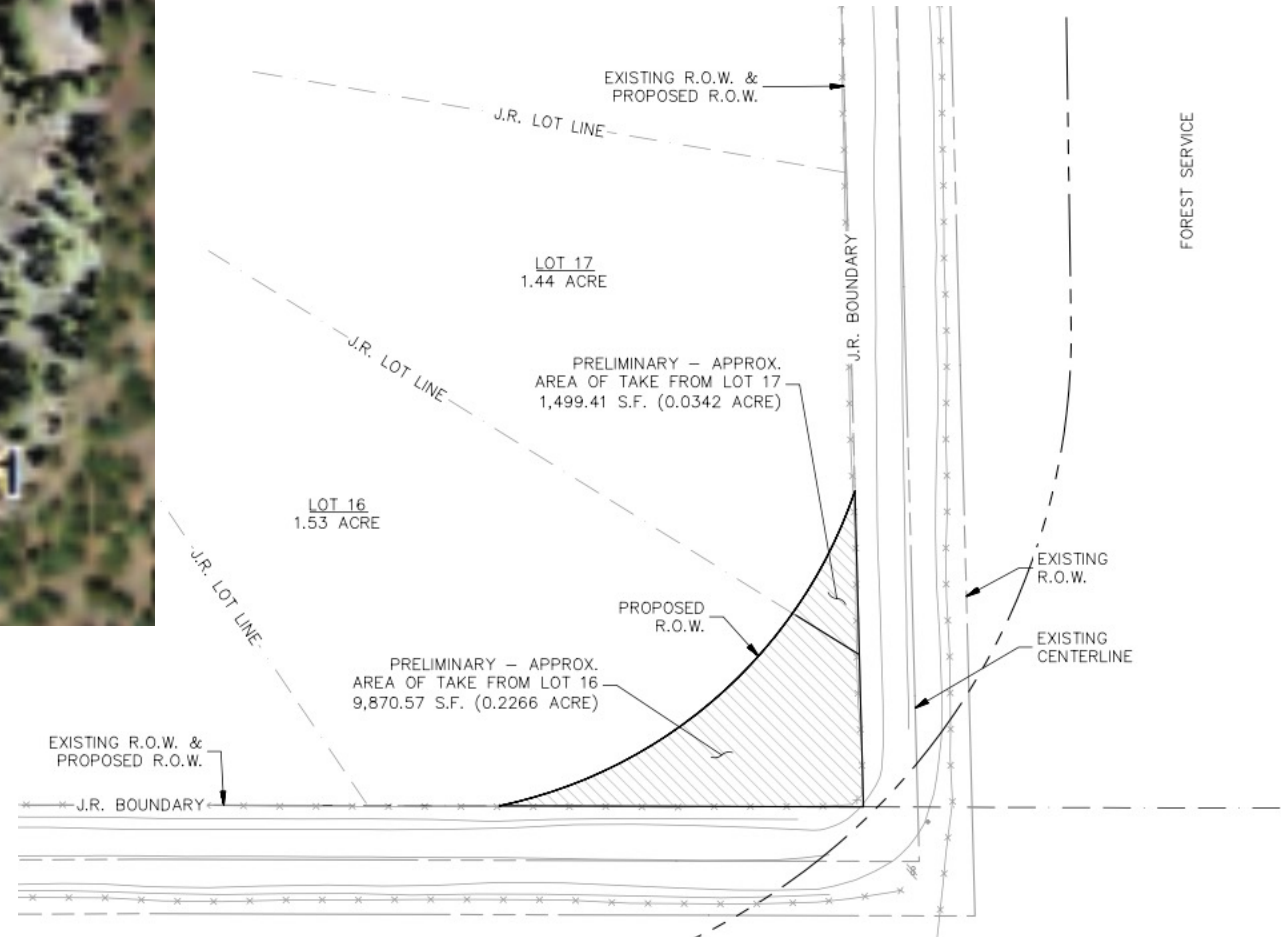 EXISTING R.O.W. &
PROPOSED R.O.W.
J.R. LOT LINE
FOREST SERVICE
LOT 17
1.44 ACRE
J.R. BOUNDARY
J.R. LOT LINE
PRELIMINARY – APPROX.
AREA OF TAKE FROM LOT 17
1,499.41 S.F. (0.0342 ACRE)
LOT 16
1.53 ACRE
J.R. LOT LINE
EXISTING
R.O.W.
PROPOSED
R.O.W.
EXISTING
CENTERLINE
PRELIMINARY – APPROX.
AREA OF TAKE FROM LOT 16
9,870.57 S.F. (0.2266 ACRE)
EXISTING R.O.W. &
PROPOSED R.O.W.
J.R. BOUNDARY